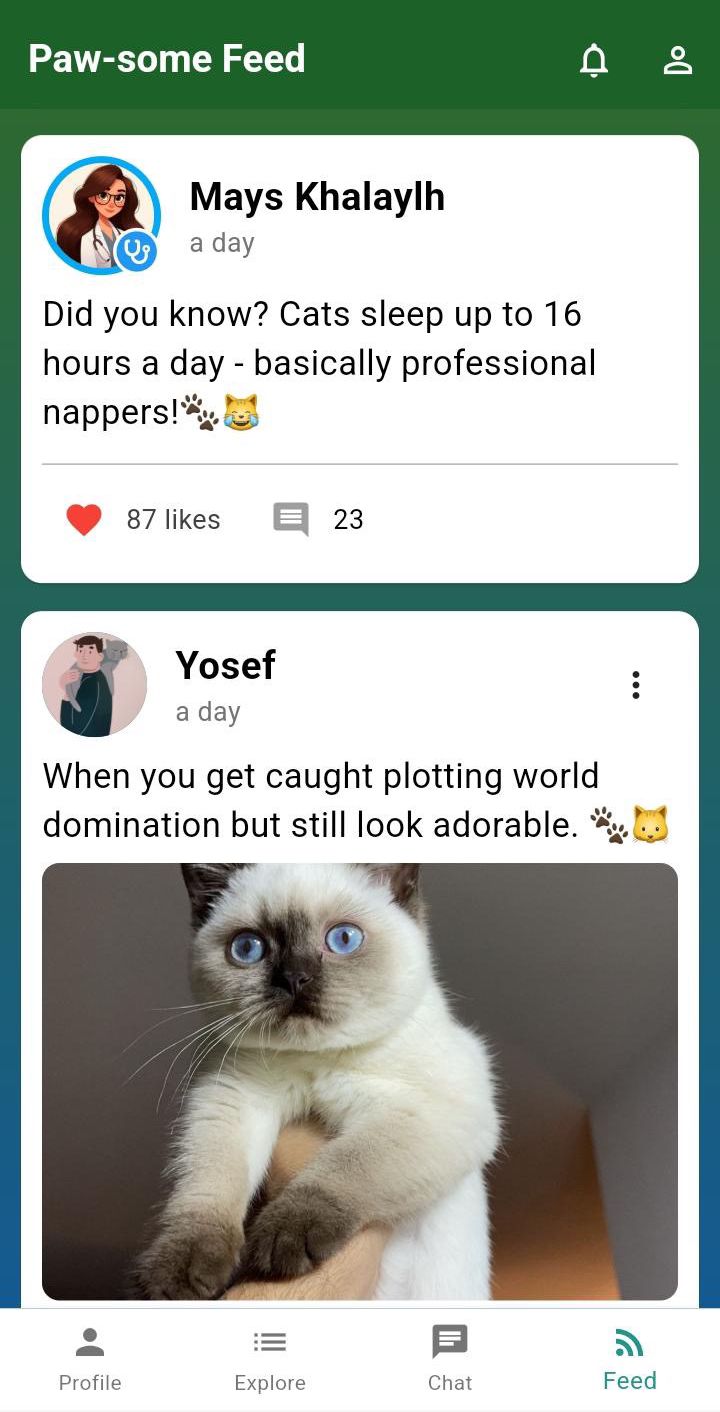 Paw-some Feed
Mays Khalaylh
a day
Did you know? Cats sleep up to 16
hours a day - basically professional
nappers!🐾😹
87 likes 23
Yosef
a day
When you get caught plotting world
domination but still look adorable. 🐾🐱
Profile Explore Chat Feed